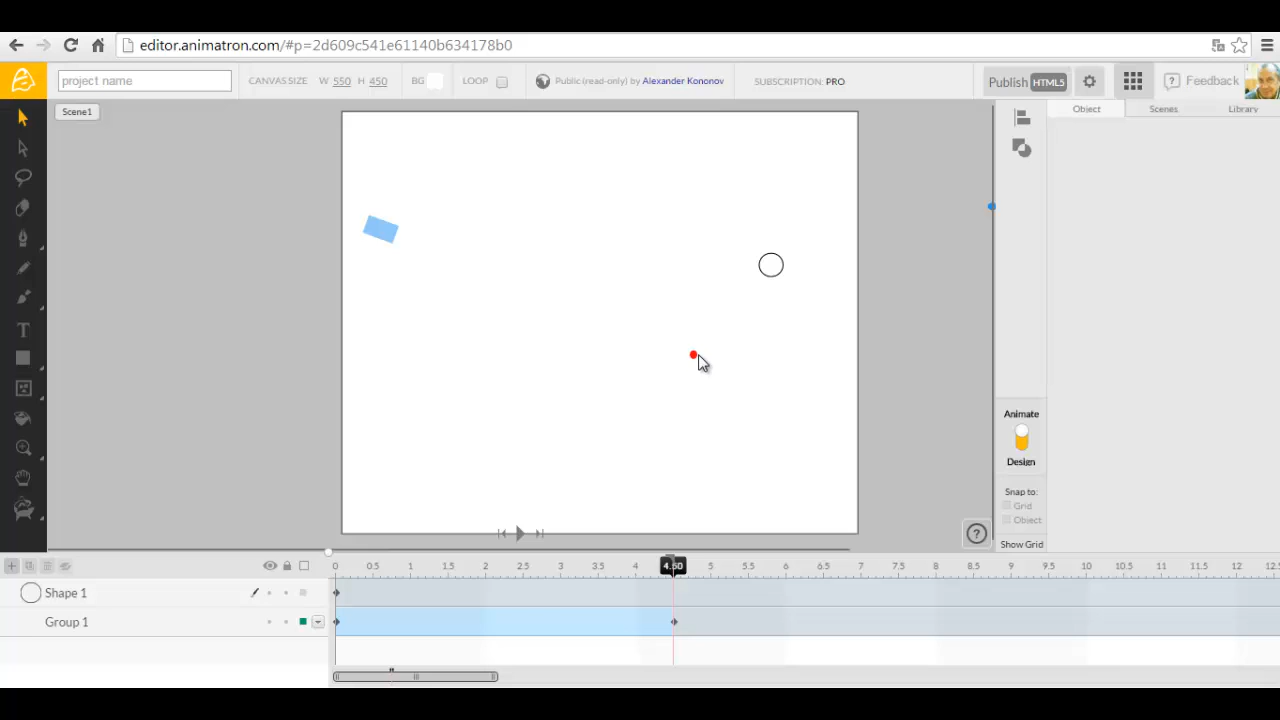 editor.animatron.com/#p=2d609c541e61140b634178b0
project name CANVAS SIZE W 550 H 450 BG LOOP Public (read-only) by Alexander Kononov SUBSCRIPTION: PRO Publish HTML5 Feedback
Scene1 Object Scenes Library
T
Animate
Design
Snap to:
Grid
Object
? Show Grid
0 0.5 1 1.5 2 2.5 3 3.5 4 4.50 5 5.5 6 6.5 7 7.5 8 8.5 9 9.5 10 10.5 11 11.5 12 12.5
Shape 1
Group 1